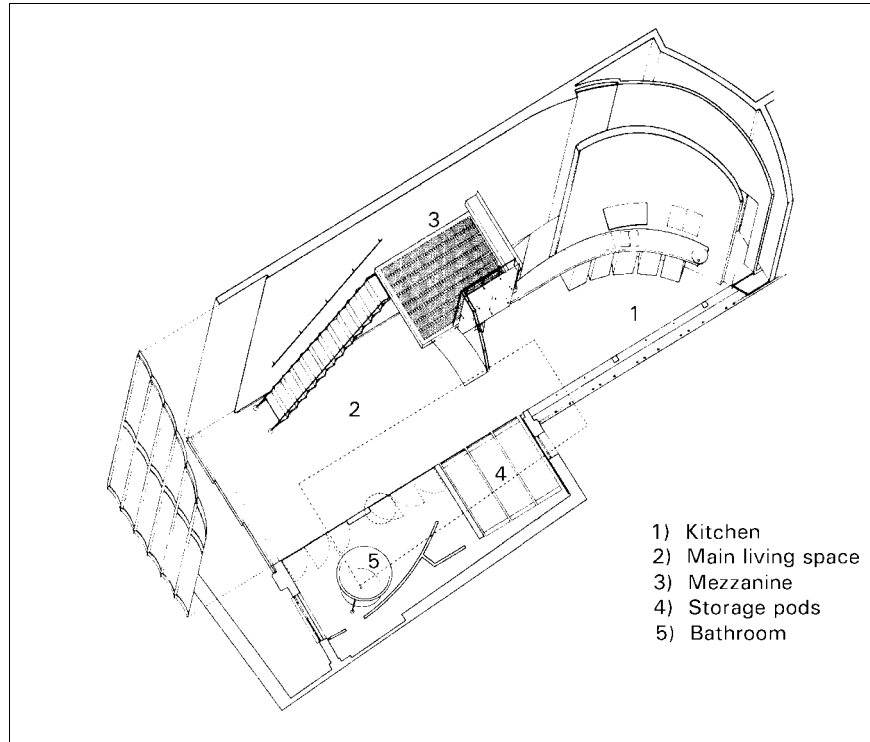 3
1
2
4
5
1) Kitchen
2) Main living space
3) Mezzanine
4) Storage pods
5) Bathroom